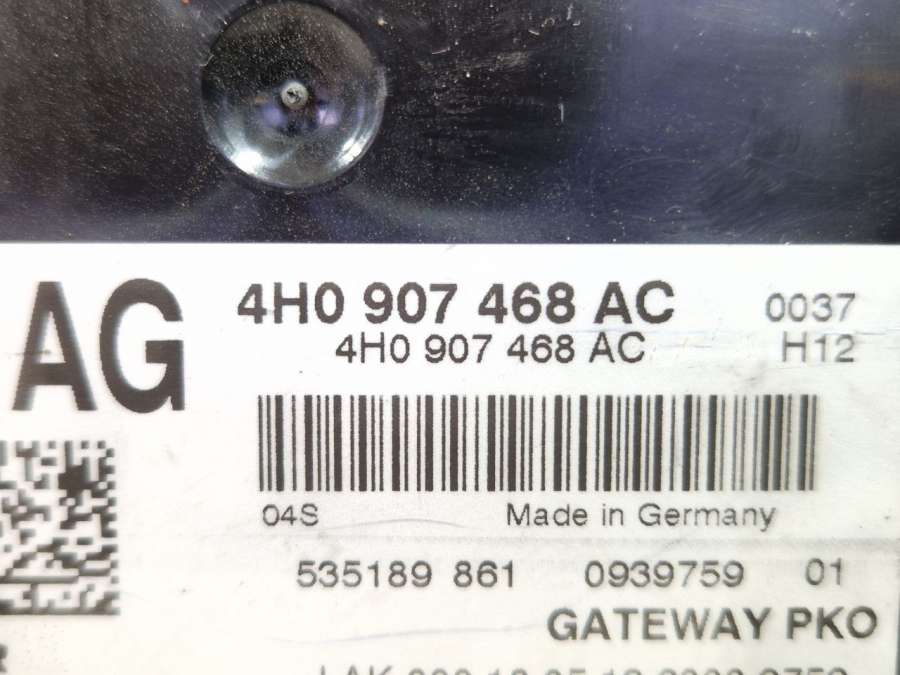 AG
4H0 907 468 AC 0037
4H0 907 468 AC H12
04S Made in Germany
535189 861 0939759 01
GATEWAY PKO